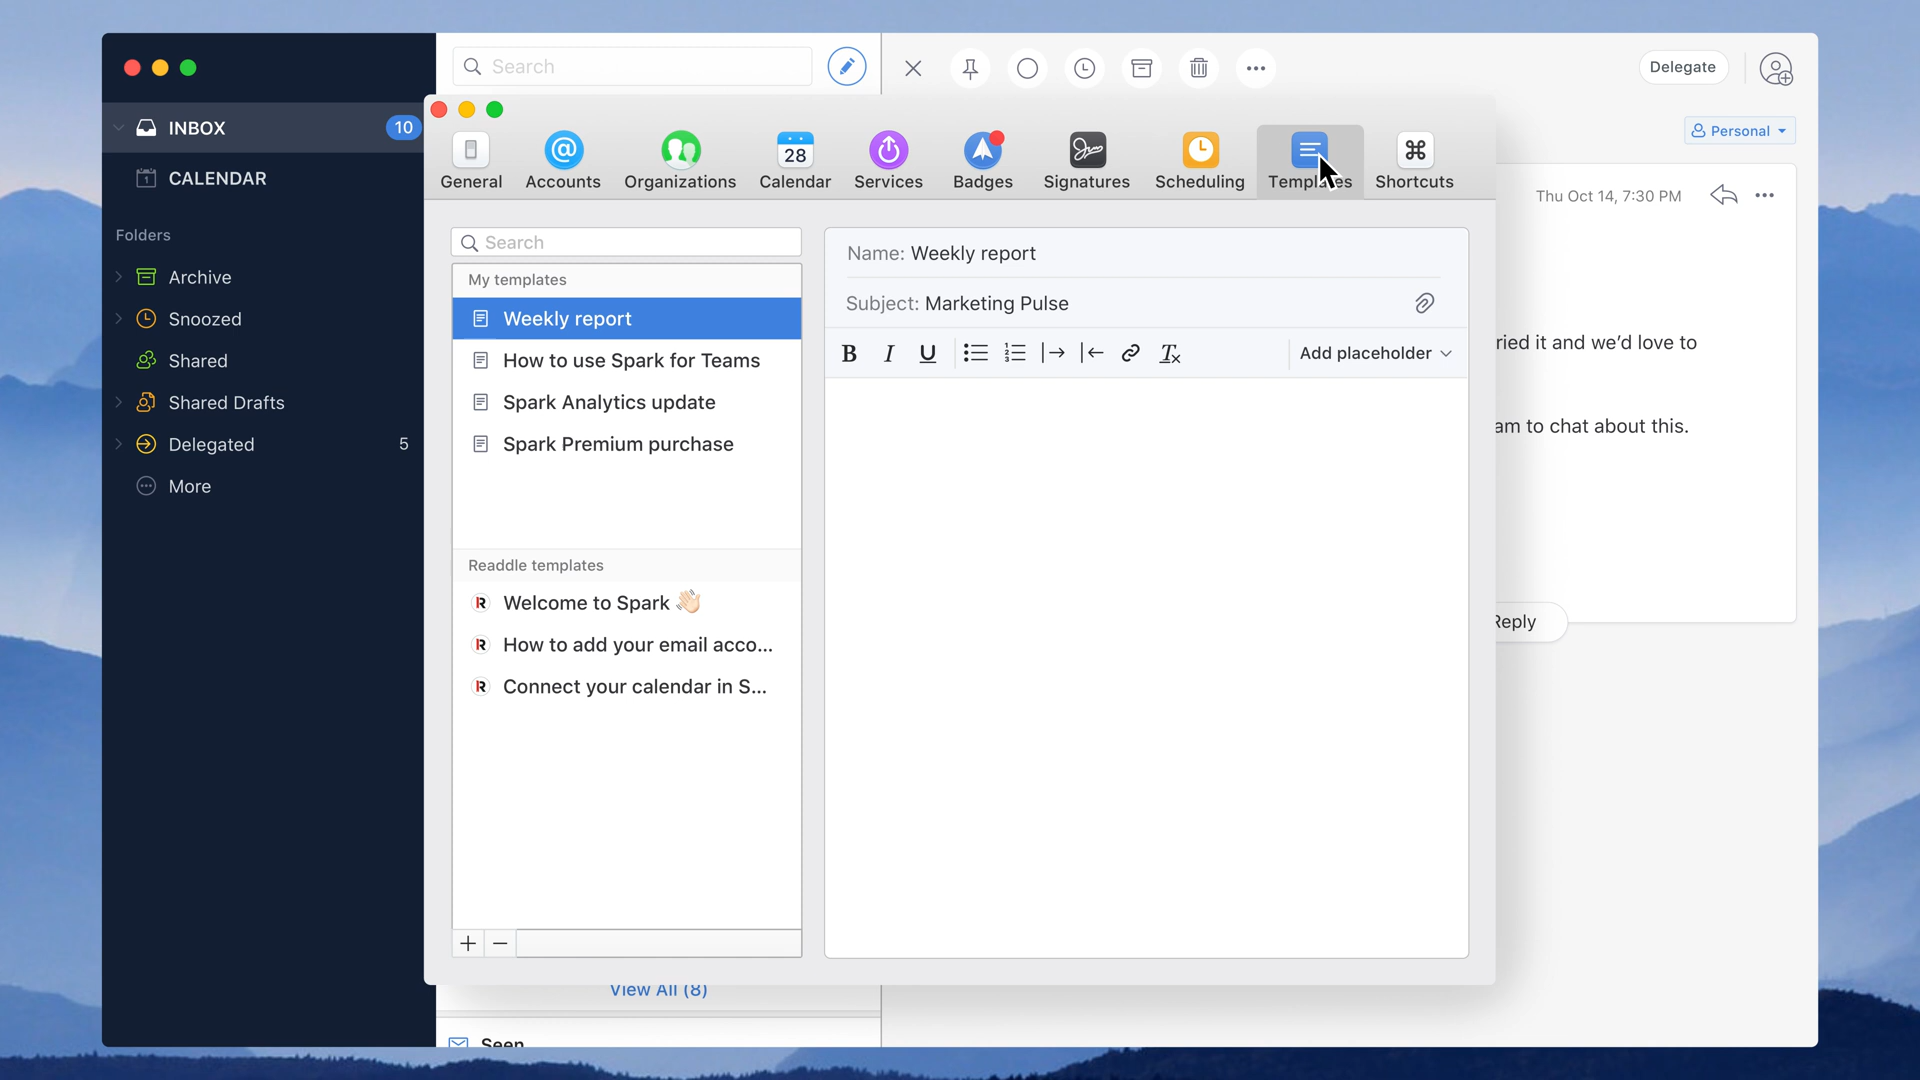 Search
Delegate
INBOX
10
CALENDAR
Folders
Archive
Snoozed
Shared
Shared Drafts
Delegated
5
More
General
Accounts
Organizations
28
Calendar
Services
Badges
Signatures
Scheduling
Templates
Shortcuts
Personal
Thu Oct 14, 7:30 PM
ried it and we'd love to
am to chat about this.
Reply
Search
My templates
Weekly report
How to use Spark for Teams
Spark Analytics update
Spark Premium purchase
Readdle templates
Welcome to Spark 👋🏻
How to add your email acco...
Connect your calendar in S...
Name: Weekly report
Subject: Marketing Pulse
Add placeholder
View All (8)
Seen